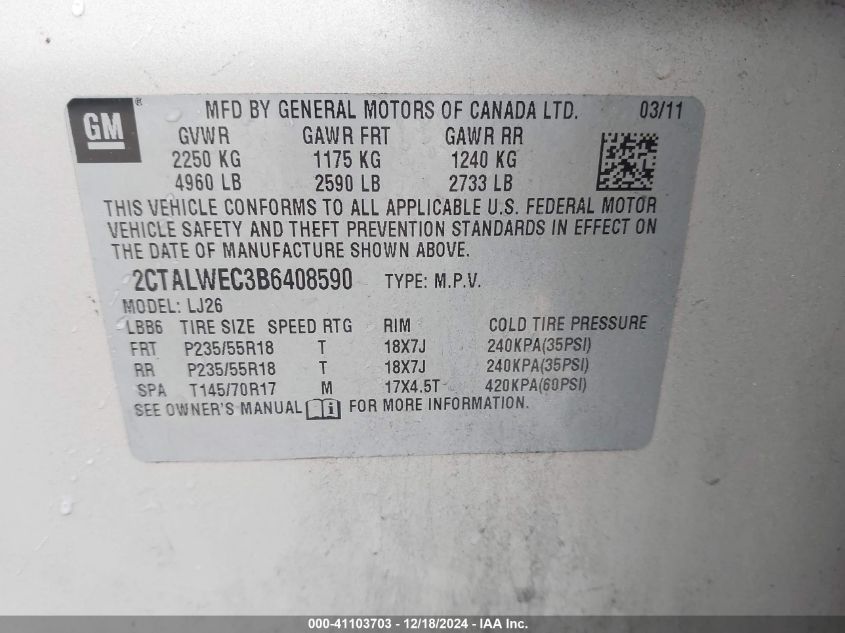 GM ® MFD BY GENERAL MOTORS OF CANADA LTD. 03/11
GVWR GAWR FRT GAWR RR
2250 KG 1175 KG 1240 KG
4960 LB 2590 LB 2733 LB
THIS VEHICLE CONFORMS TO ALL APPLICABLE U.S. FEDERAL MOTOR
VEHICLE SAFETY AND THEFT PREVENTION STANDARDS IN EFFECT ON
THE DATE OF MANUFACTURE SHOWN ABOVE.
2CTALWEC3B6408590 TYPE: M.P.V.
MODEL: LJ26
LBB6 TIRE SIZE SPEED RTG RIM COLD TIRE PRESSURE
FRT P235/55R18 T 18X7J 240KPA(35PSI)
RR P235/55R18 T 18X7J 240KPA(35PSI)
SPA T145/70R17 M 17X4.5T 420KPA(60PSI)
SEE OWNER'S MANUAL FOR MORE INFORMATION.
000-41103703 - 12/18/2024 - IAA Inc.